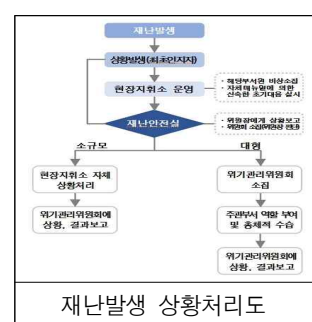 재난발생
상황발생(최초인지자)
현장지휘소 운영
- 해당부서원 비상소집
- 자체매뉴얼에 의한
신속한 초기대응 실시
재난안전실
- 위원장에게 상황보고
- 위원회 소집(위원장 판단)
소규모
대형
현장지휘소 자체
상황처리
위기관리위원회에
상황, 결과보고
위기관리위원회
소집
주관부서 역할 부여
및 총체적 수습
위기관리위원회에
상황, 결과보고
재난발생 상황처리도